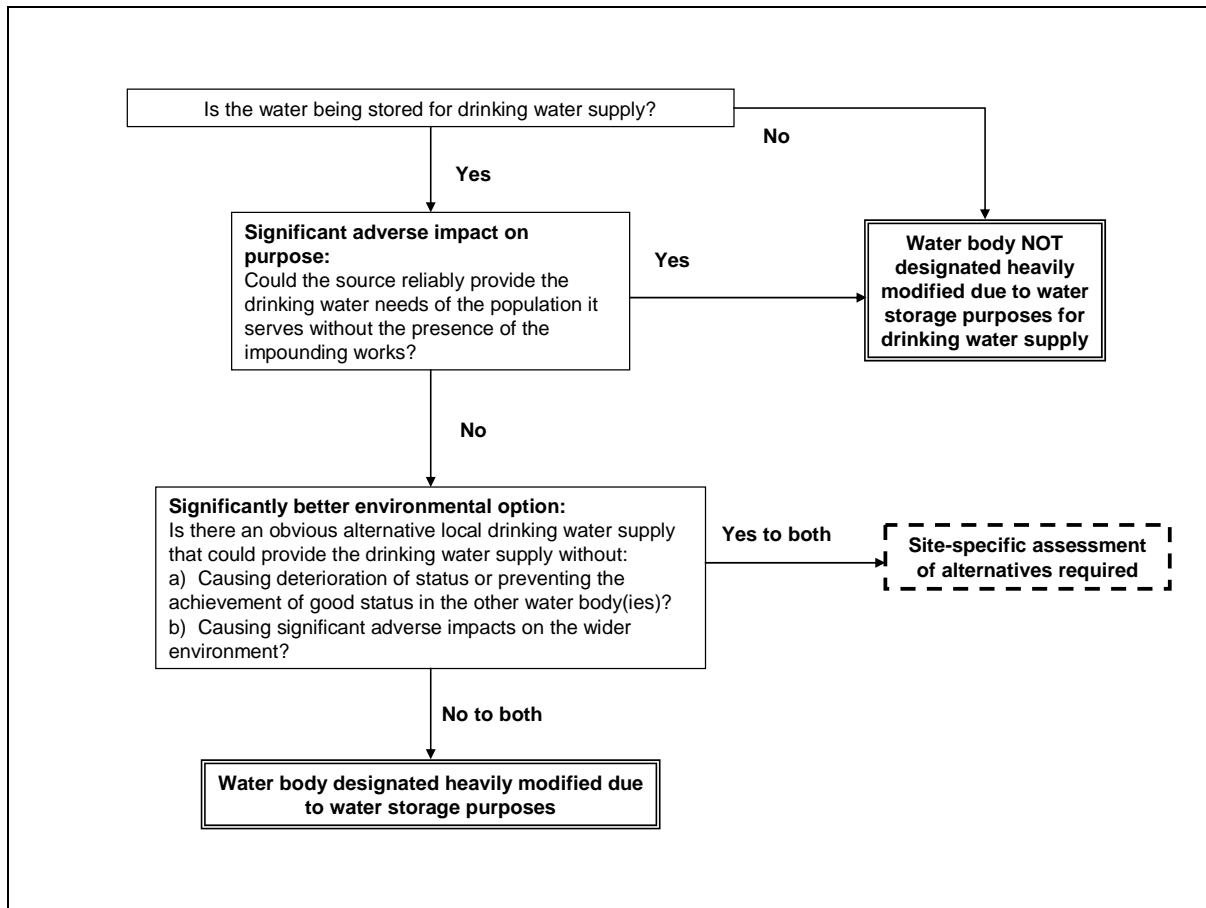 Is the water being stored for drinking water supply?
No
Yes
Significant adverse impact on
purpose:
Could the source reliably provide the
drinking water needs of the population it
serves without the presence of the
impounding works?
Yes
Water body NOT
designated heavily
modified due to water
storage purposes for
drinking water supply
No
Significantly better environmental option:
Is there an obvious alternative local drinking water supply
that could provide the drinking water supply without:
a) Causing deterioration of status or preventing the
achievement of good status in the other water body(ies)?
b) Causing significant adverse impacts on the wider
environment?
Yes to both
Site-specific assessment
of alternatives required
No to both
Water body designated heavily modified due
to water storage purposes